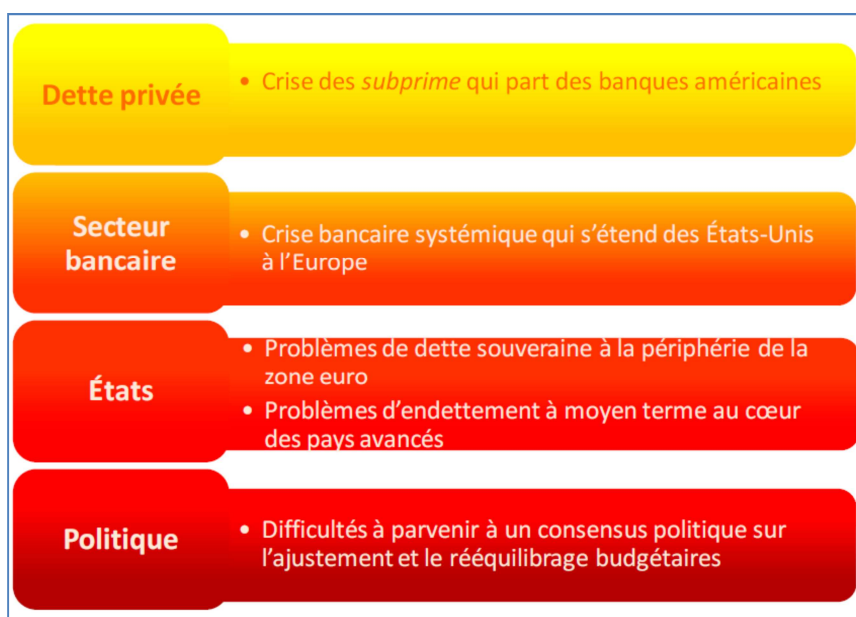 Dette privée
• Crise des subprime qui part des banques américaines
Secteur
bancaire
• Crise bancaire systémique qui s’étend des États-Unis
à l’Europe
États
• Problèmes de dette souveraine à la périphérie de la
zone euro
• Problèmes d’endettement à moyen terme au cœur
des pays avancés
Politique
• Difficultés à parvenir à un consensus politique sur
l’ajustement et le rééquilibrage budgétaires